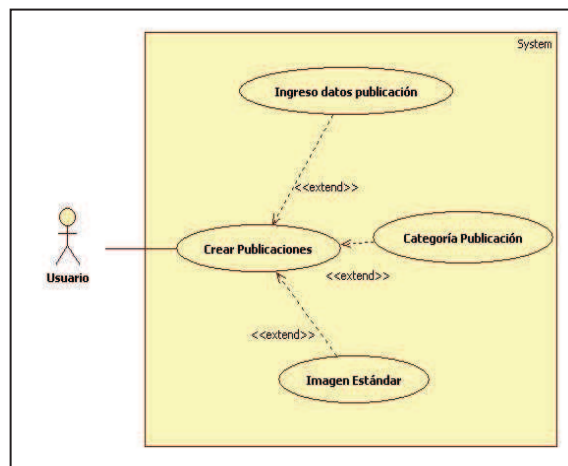 System
Ingreso datos publicación
<<extend>>
Crear Publicaciones
Categoría Publicación
<<extend>>
Usuario
<<extend>>
Imagen Estándar